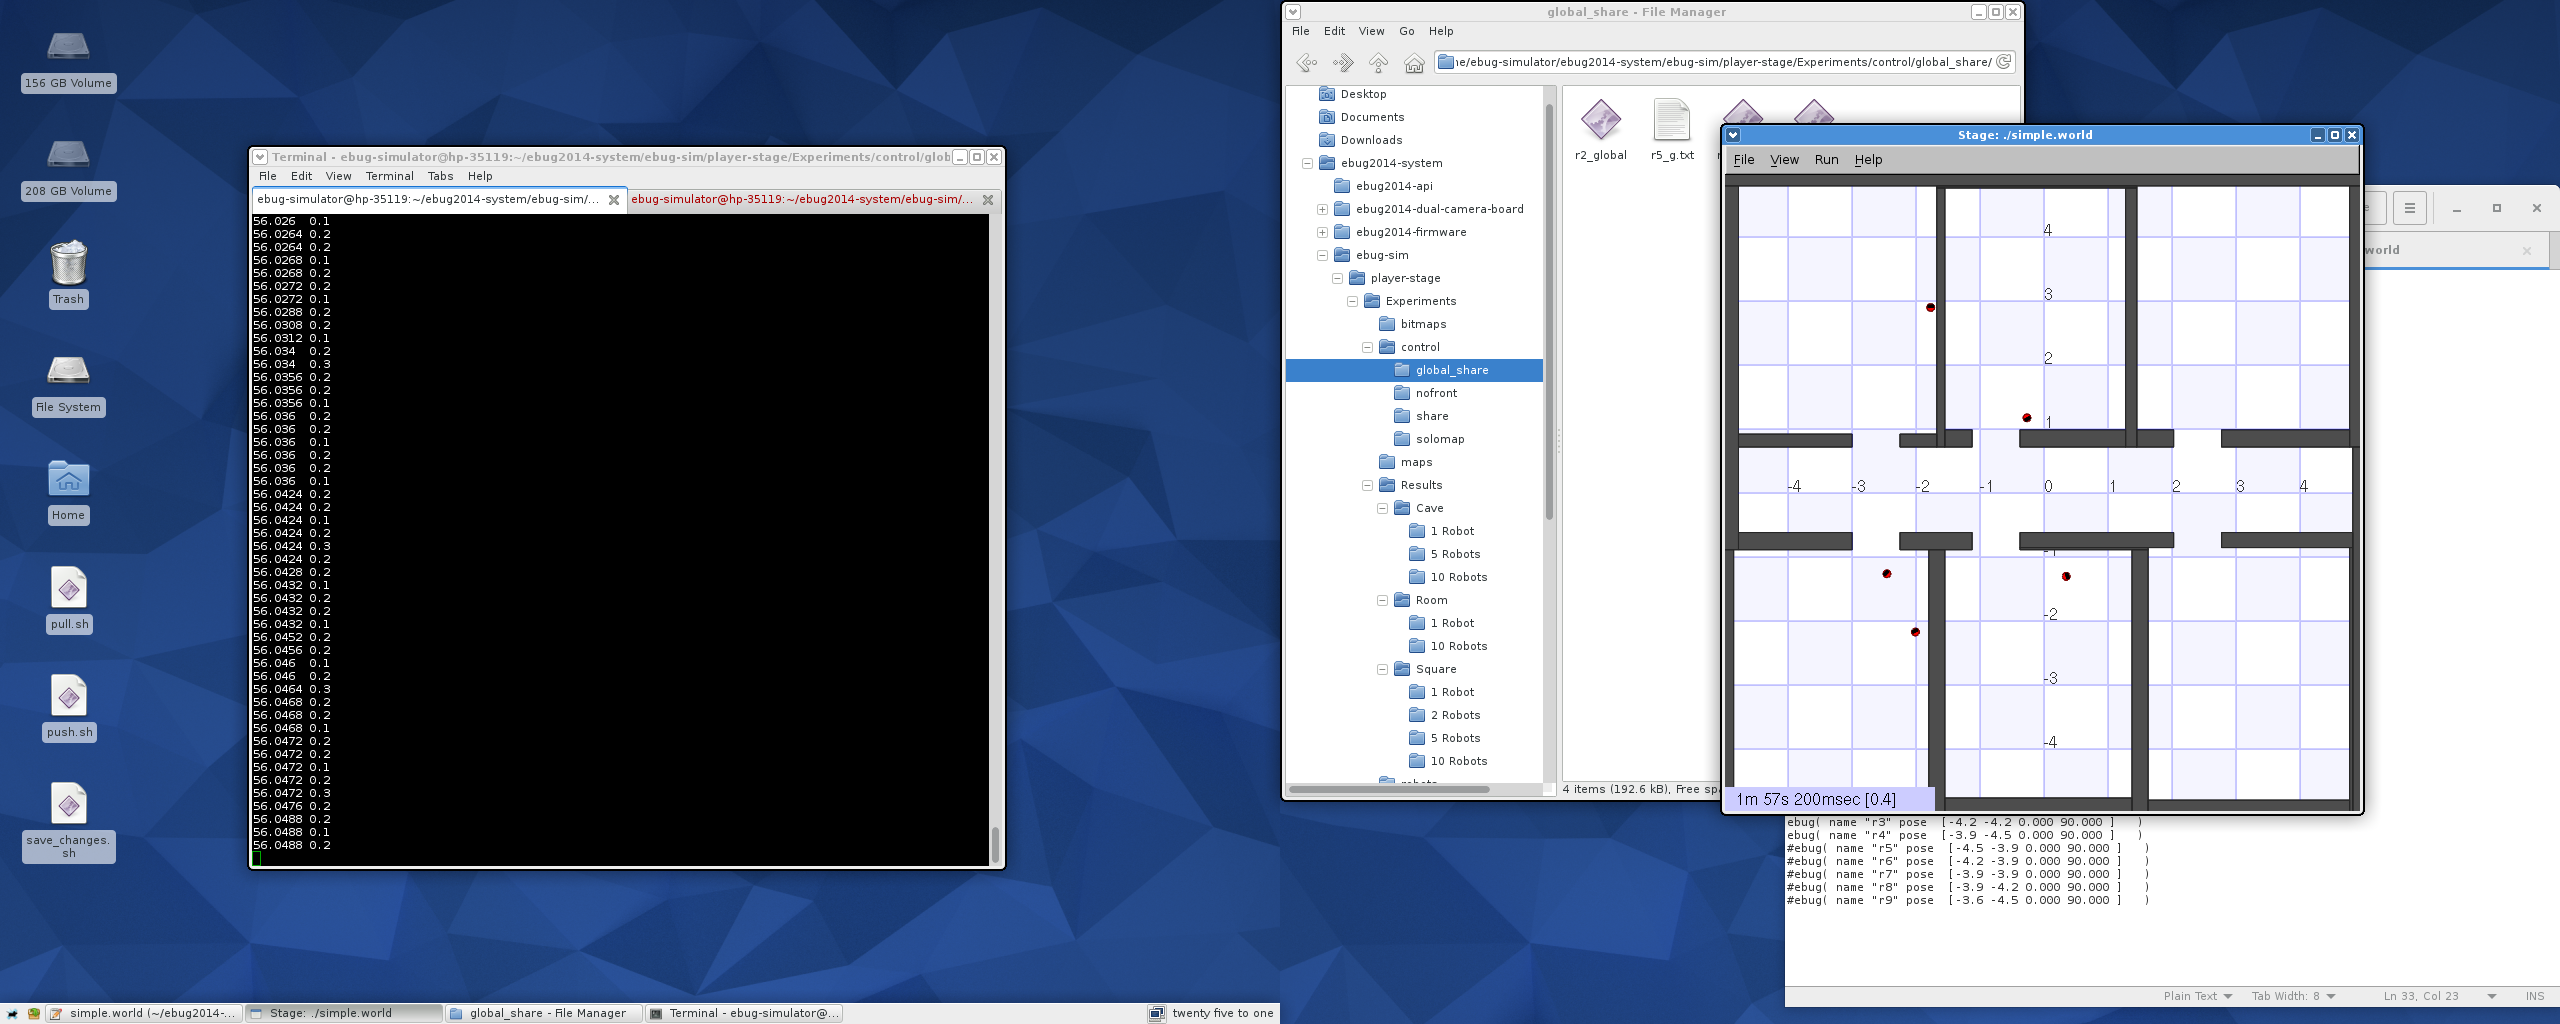 156 GB Volume
208 GB Volume
Trash
File System
Home
pull.sh
push.sh
save_changes.
sh
Terminal - ebug-simulator@hp-35119:~/ebug2014-system/ebug-sim/player-stage/Experiments/control/glob
File Edit View Terminal Tabs Help
ebug-simulator@hp-35119:~/ebug2014-system/ebug-sim/...
ebug-simulator@hp-35119:~/ebug2014-system/ebug-sim/...
56.026 0.1
56.0264 0.2
56.0264 0.2
56.0268 0.1
56.0268 0.2
56.0272 0.2
56.0272 0.1
56.0288 0.2
56.0308 0.2
56.0312 0.1
56.034 0.2
56.034 0.3
56.0356 0.2
56.0356 0.2
56.0356 0.1
56.036 0.2
56.036 0.2
56.036 0.1
56.036 0.2
56.036 0.2
56.036 0.1
56.0424 0.2
56.0424 0.2
56.0424 0.1
56.0424 0.2
56.0424 0.3
56.0424 0.2
56.0428 0.2
56.0432 0.1
56.0432 0.2
56.0432 0.2
56.0432 0.1
56.0452 0.2
56.0456 0.2
56.046 0.1
56.046 0.2
56.0464 0.3
56.0468 0.2
56.0468 0.2
56.0468 0.1
56.0472 0.2
56.0472 0.2
56.0472 0.1
56.0472 0.2
56.0472 0.3
56.0476 0.2
56.0488 0.2
56.0488 0.1
56.0488 0.2
global_share - File Manager
File Edit View Go Help
/ebug-simulator/ebug2014-system/ebug-sim/player-stage/Experiments/control/global_share/
Desktop
Documents
Downloads
ebug2014-system
ebug2014-api
ebug2014-dual-camera-board
ebug2014-firmware
ebug-sim
player-stage
Experiments
bitmaps
control
global_share
nofront
share
solomap
maps
Results
Cave
1 Robot
5 Robots
10 Robots
Room
1 Robot
10 Robots
Square
1 Robot
2 Robots
5 Robots
10 Robots
r2_global
r5_g.txt
4 items (192.6 kB), Free
Stage: ./simple.world
File View Run Help
4
3
2
1
-4 -3 -2 -1 0 1 2 3 4
-1
-2
-3
-4
1m 57s 200msec [0.4]
world
ebug( name "r3" pose [-4.2 -4.2 0.000 90.000 ] )
ebug( name "r4" pose [-3.9 -4.5 0.000 90.000 ] )
#ebug( name "r5" pose [-4.5 -3.9 0.000 90.000 ] )
#ebug( name "r6" pose [-4.2 -3.9 0.000 90.000 ] )
#ebug( name "r7" pose [-3.9 -3.9 0.000 90.000 ] )
#ebug( name "r8" pose [-3.9 -4.2 0.000 90.000 ] )
#ebug( name "r9" pose [-3.6 -4.5 0.000 90.000 ] )
Plain Text Tab Width: 8 Ln 33, Col 23 INS
simple.world (~/ebug2014-...
Stage: ./simple.world
global_share - File Manager
Terminal - ebug-simulator@...
twenty five to one